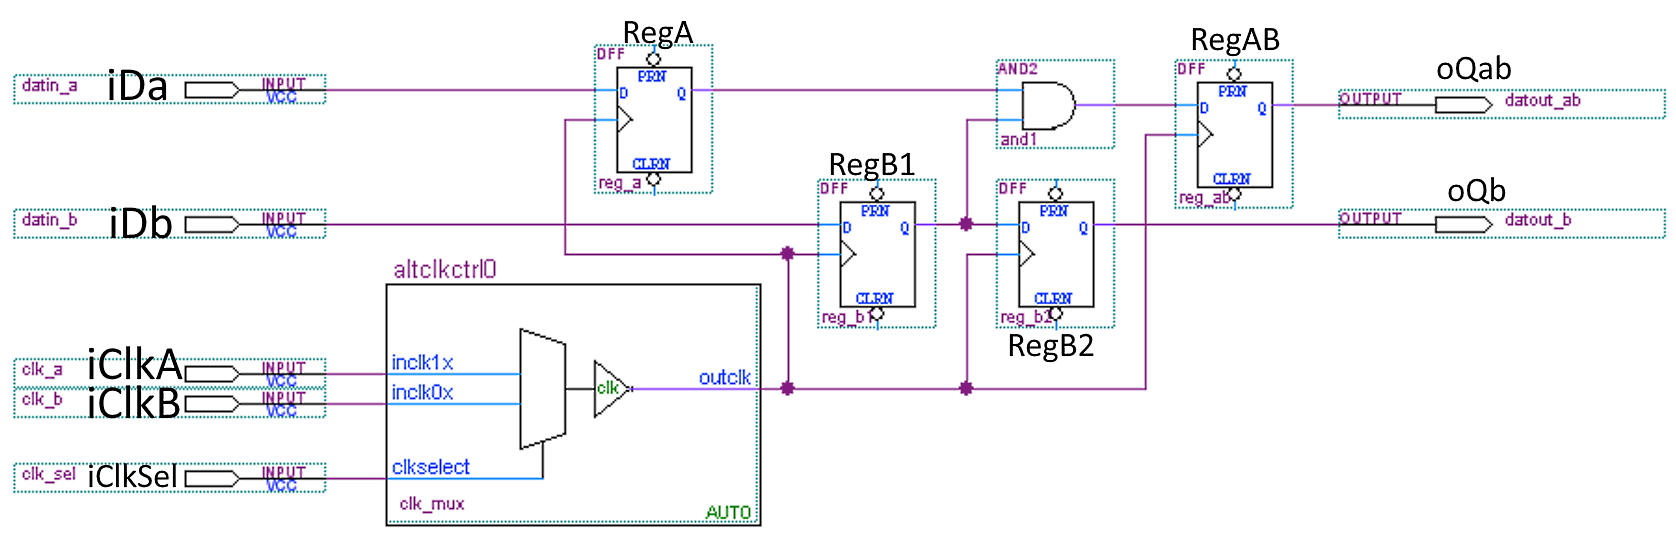 RegA
DFF
PRN
D
Q
CLRN
reg_a
datin_a
iDa
INPUT
VCC
AND2
and1
RegAB
DFF
PRN
D
Q
CLRN
reg_ab
oQab
OUTPUT
datout_ab
RegB1
DFF
PRN
D
Q
CLRN
reg_b1
DFF
PRN
D
Q
CLRN
reg_b2
RegB2
oQb
OUTPUT
datout_b
datin_b
iDb
INPUT
VCC
altclkctrl0
clk_a
iClkA
INPUT
VCC
inclk1x
clk_b
iClkB
INPUT
VCC
inclk0x
clk
outclk
clk_sel
iClkSel
INPUT
VCC
clkselect
clk_mux
AUTO